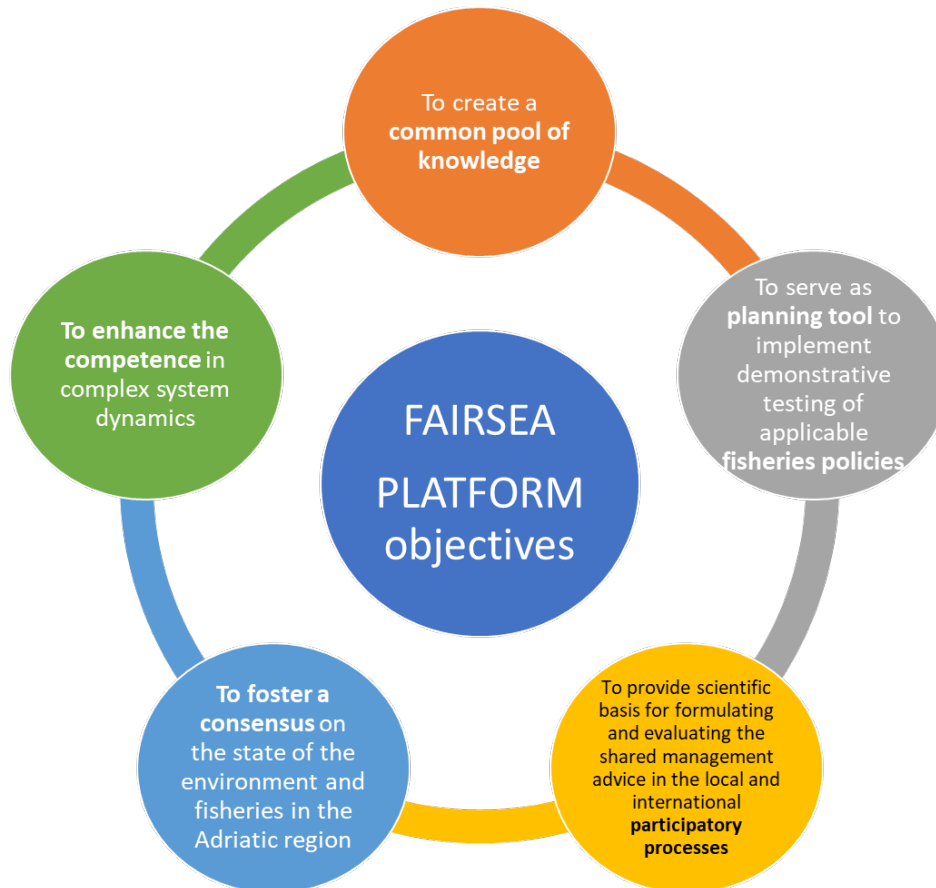 To create a
common pool of
knowledge
To serve as
planning tool to
implement
demonstrative
testing of
applicable
fisheries policies
To provide scientific
basis for formulating
and evaluating the
shared management
advice in the local and
international
participatory
processes
To foster a
consensus on
the state of the
environment and
fisheries in the
Adriatic region
To enhance the
competence in
complex system
dynamics
FAIRSEA
PLATFORM
objectives